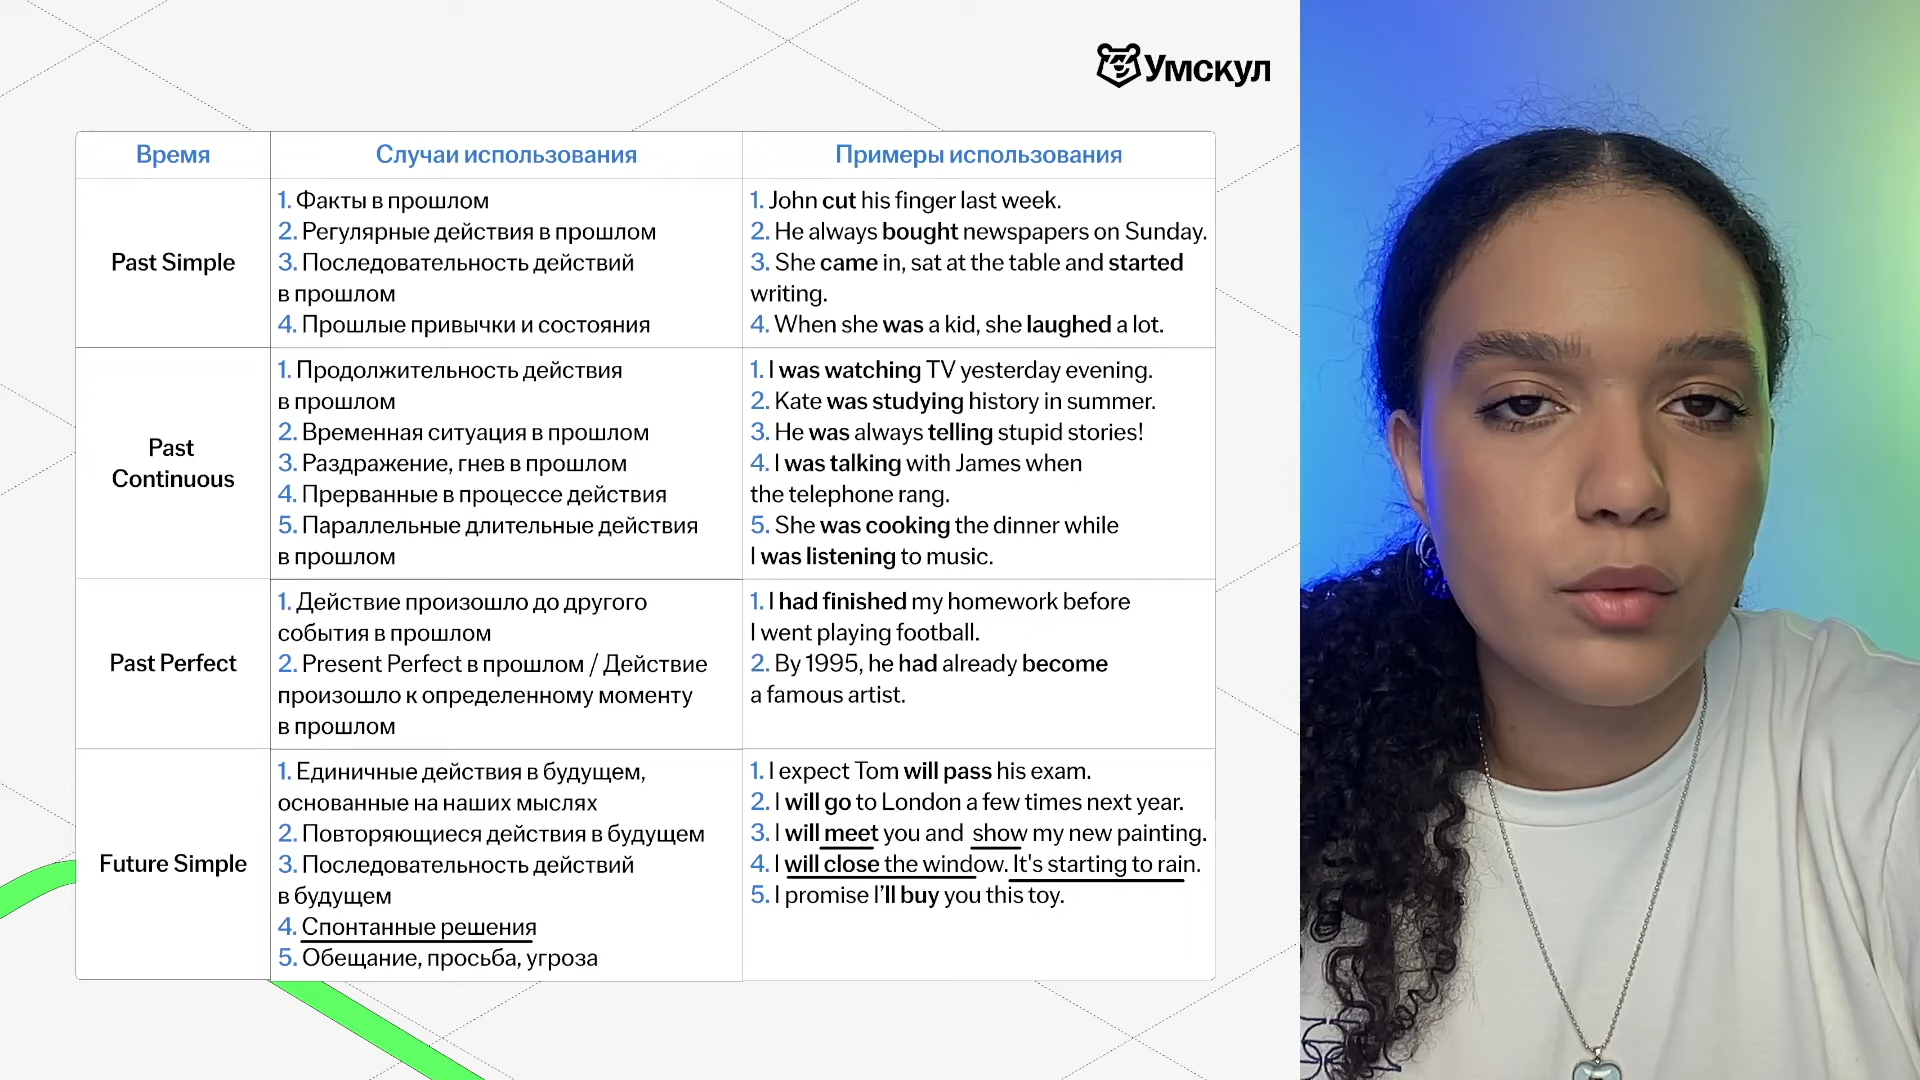 Умскул
Время
Случаи использования
Примеры использования
Past Simple
1. Факты в прошлом
2. Регулярные действия в прошлом
3. Последовательность действий
в прошлом
4. Прошлые привычки и состояния
1. John cut his finger last week.
2. He always bought newspapers on Sunday.
3. She came in, sat at the table and started
writing.
4. When she was a kid, she laughed a lot.
Past
Continuous
1. Продолжительность действия
в прошлом
2. Временная ситуация в прошлом
3. Раздражение, гнев в прошлом
4. Прерванные в процессе действия
5. Параллельные длительные действия
в прошлом
1. I was watching TV yesterday evening.
2. Kate was studying history in summer.
3. He was always telling stupid stories!
4. I was talking with James when
the telephone rang.
5. She was cooking the dinner while
I was listening to music.
Past Perfect
1. Действие произошло до другого
события в прошлом
2. Present Perfect в прошлом / Действие
произошло к определенному моменту
в прошлом
1. I had finished my homework before
I went playing football.
2. By 1995, he had already become
a famous artist.
Future Simple
1. Единичные действия в будущем,
основанные на наших мыслях
2. Повторяющиеся действия в будущем
3. Последовательность действий
в будущем
4. Спонтанные решения
5. Обещание, просьба, угроза
1. I expect Tom will pass his exam.
2. I will go to London a few times next year.
3. I will meet you and show my new painting.
4. I will close the window. It's starting to rain.
5. I promise I’ll buy you this toy.